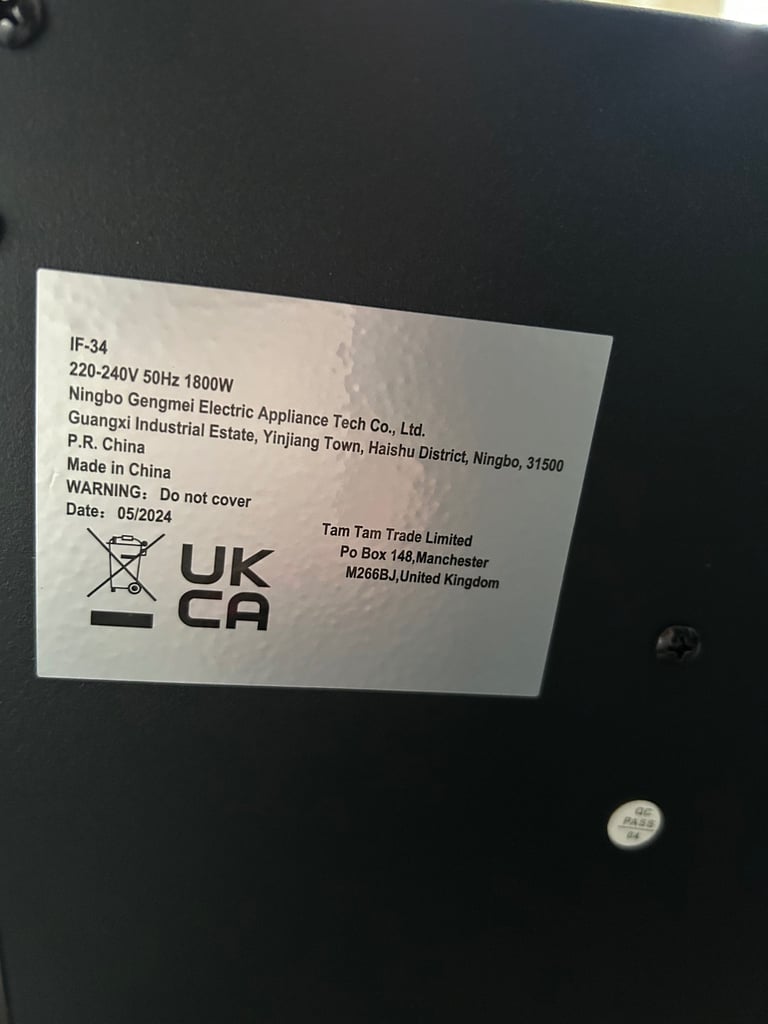 IF-34
220-240V 50Hz 1800W
Ningbo Gengmei Electric Appliance Tech Co., Ltd.
Guangxi Industrial Estate, Yinjiang Town, Haishu District, Ningbo, 31500
P.R. China
Made in China
WARNING: Do not cover
Date: 05/2024
Tam Tam Trade Limited
Po Box 148,Manchester
M266BJ,United Kingdom
UK
CA
QC
PASS
04